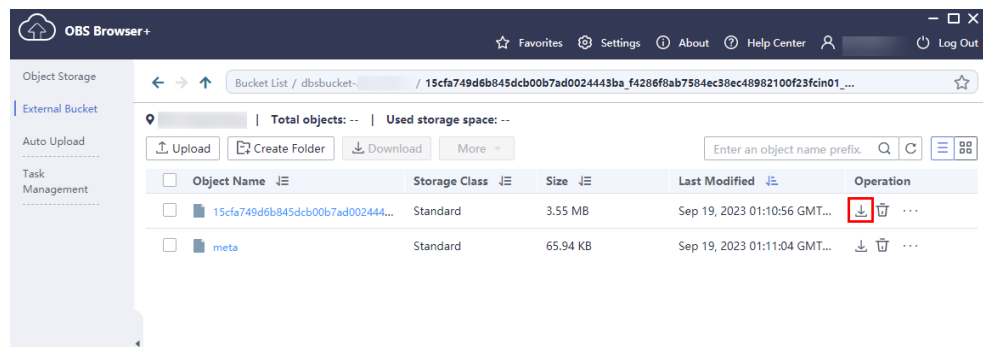 OBS Browser+
Favorites Settings About Help Center Log Out
Object Storage
External Bucket
Auto Upload
Task
Management
Bucket List / dbsbucket- / 15cfa749d6b845dcb00b7ad0024443ba_f4286f8ab7584ec38ec48982100f23fcin01_...
| Total objects: -- | Used storage space: --
Upload Create Folder Download More Enter an object name prefix.
Object Name Storage Class Size Last Modified Operation
15cfa749d6b845dcb00b7ad002444... Standard 3.55 MB Sep 19, 2023 01:10:56 GMT... ...
meta Standard 65.94 KB Sep 19, 2023 01:11:04 GMT... ...